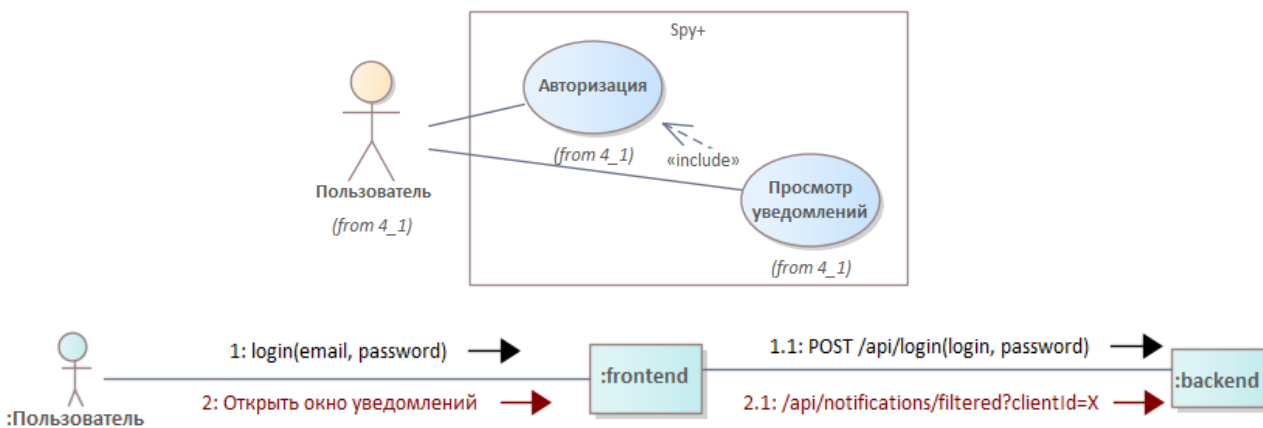 Spy+
Авторизация
(from 4_1)
«include»
Пользователь
(from 4_1)
Просмотр
уведомлений
(from 4_1)
1: login(email, password)
1.1: POST /api/login(login, password)
:frontend
:backend
2: Открыть окно уведомлений
2.1: /api/notifications/filtered?clientId=X
:Пользователь